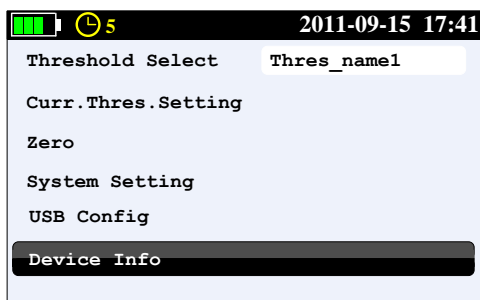 5 2011-09-15 17:41
Threshold Select Thres_name1
Curr.Thres.Setting
Zero
System Setting
USB Config
Device Info